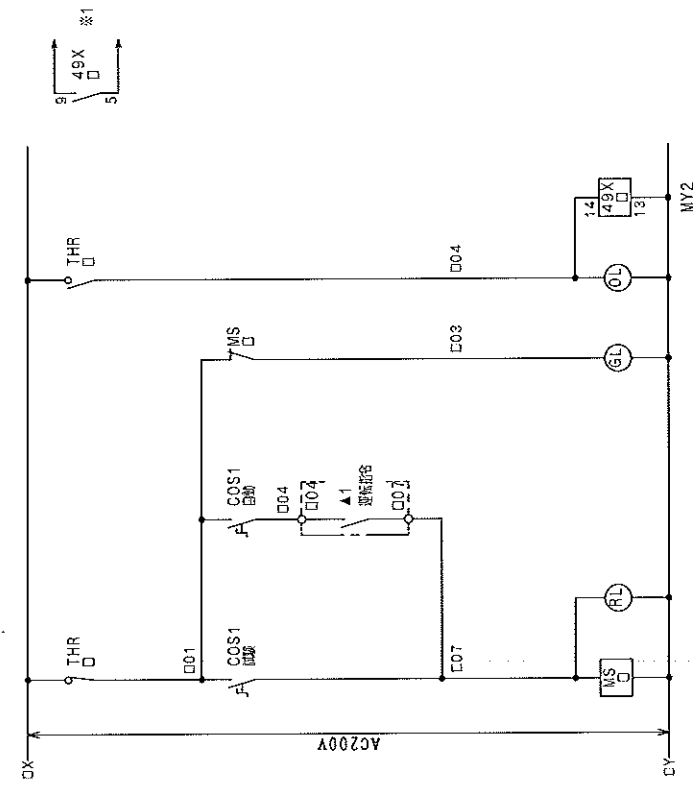 □X
□Y
AC200V
THR
□
□01
COS1
試験
□07
MS
□
RL
COS1
自動
□04
□04
▲1
運転指令
□07
MS
□
□03
GL
THR
□
□04
OL
14
49X
□
13
MY2
9
49X
□
5
※1